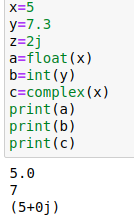 x=5
y=7.3
z=2j
a=float(x)
b=int(y)
c=complex(x)
print(a)
print(b)
print(c)
5.0
7
(5+0j)